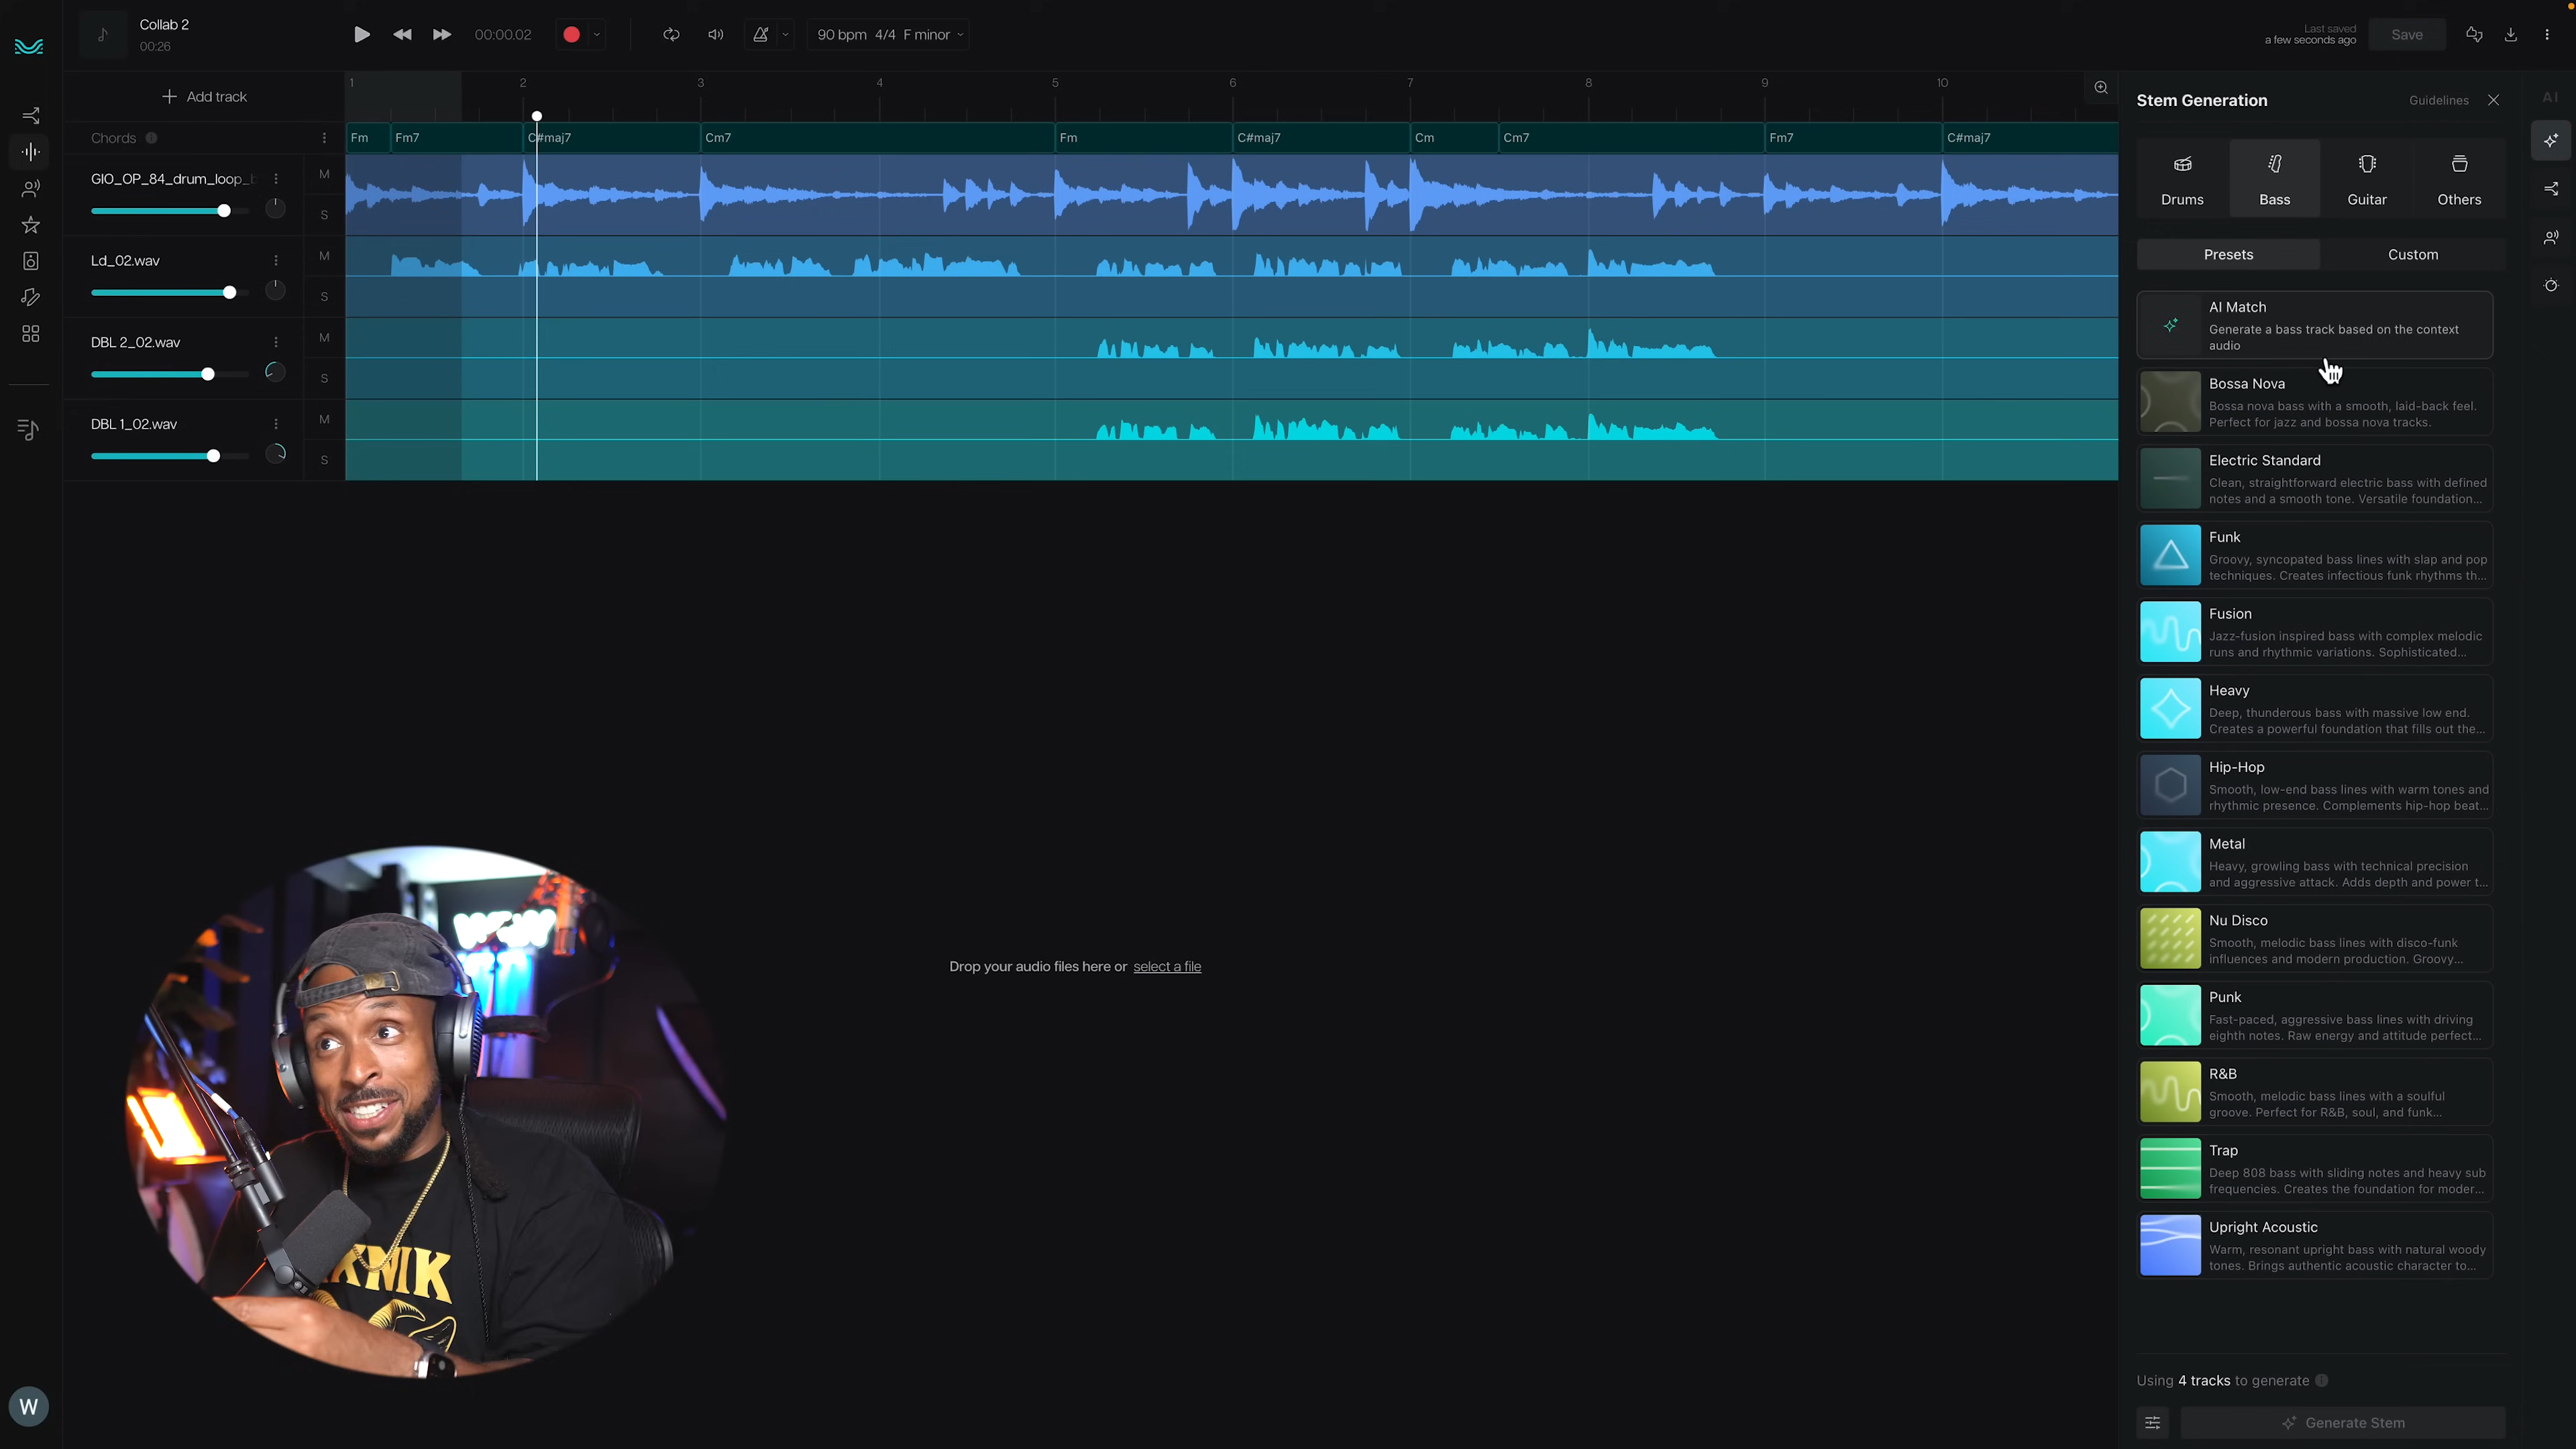 Collab 2
00:26
00:00.02
90 bpm 4/4 F minor
Last saved
a few seconds ago
Save
Add track
1 2 3 4 5 6 7 8 9 10
Chords
Fm Fm7 C#maj7 Cm7 Fm C#maj7 Cm Cm7 Fm7 C#maj7
GIO_OP_84_drum_loop_b
M
S
Ld_02.wav
M
S
DBL 2_02.wav
M
S
DBL 1_02.wav
M
S
Drop your audio files here or select a file
KNIK
W
Stem Generation
Guidelines
AI
Drums Bass Guitar Others
Presets Custom
AI Match
Generate a bass track based on the context
audio
Bossa Nova
Bossa nova bass with a smooth, laid-back feel.
Perfect for jazz and bossa nova tracks.
Electric Standard
Clean, straightforward electric bass with defined
notes and a smooth tone. Versatile foundation...
Funk
Groovy, syncopated bass lines with slap and pop
techniques. Creates infectious funk rhythms th...
Fusion
Jazz-fusion inspired bass with complex melodic
runs and rhythmic variations. Sophisticated...
Heavy
Deep, thunderous bass with massive low end.
Creates a powerful foundation that fills out the...
Hip-Hop
Smooth, low-end bass lines with warm tones and
rhythmic presence. Complements hip-hop beat...
Metal
Heavy, growling bass with technical precision
and aggressive attack. Adds depth and power t...
Nu Disco
Smooth, melodic bass lines with disco-funk
influences and modern production. Groovy...
Punk
Fast-paced, aggressive bass lines with driving
eighth notes. Raw energy and attitude perfect...
R&B
Smooth, melodic bass lines with a soulful
groove. Perfect for R&B, soul, and funk...
Trap
Deep 808 bass with sliding notes and heavy sub
frequencies. Creates the foundation for moder...
Upright Acoustic
Warm, resonant upright bass with natural woody
tones. Brings authentic acoustic character to...
Using 4 tracks to generate
Generate Stem